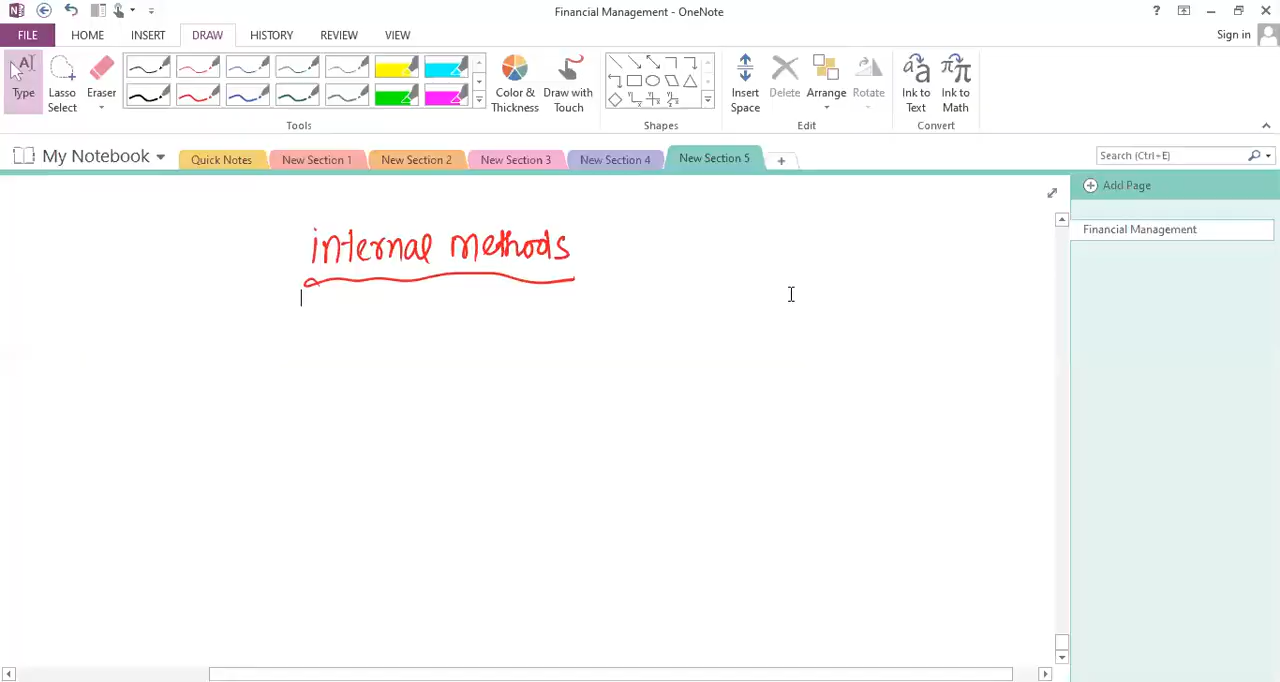 Financial Management - OneNote
FILE HOME INSERT DRAW HISTORY REVIEW VIEW Sign in
Type Lasso Select Eraser Color & Thickness Draw with Touch Insert Space Delete Arrange Rotate Ink to Text Ink to Math
Tools Shapes Edit Convert
My Notebook Quick Notes New Section 1 New Section 2 New Section 3 New Section 4 New Section 5 Search (Ctrl+E)
Add Page
Financial Management
internal methods